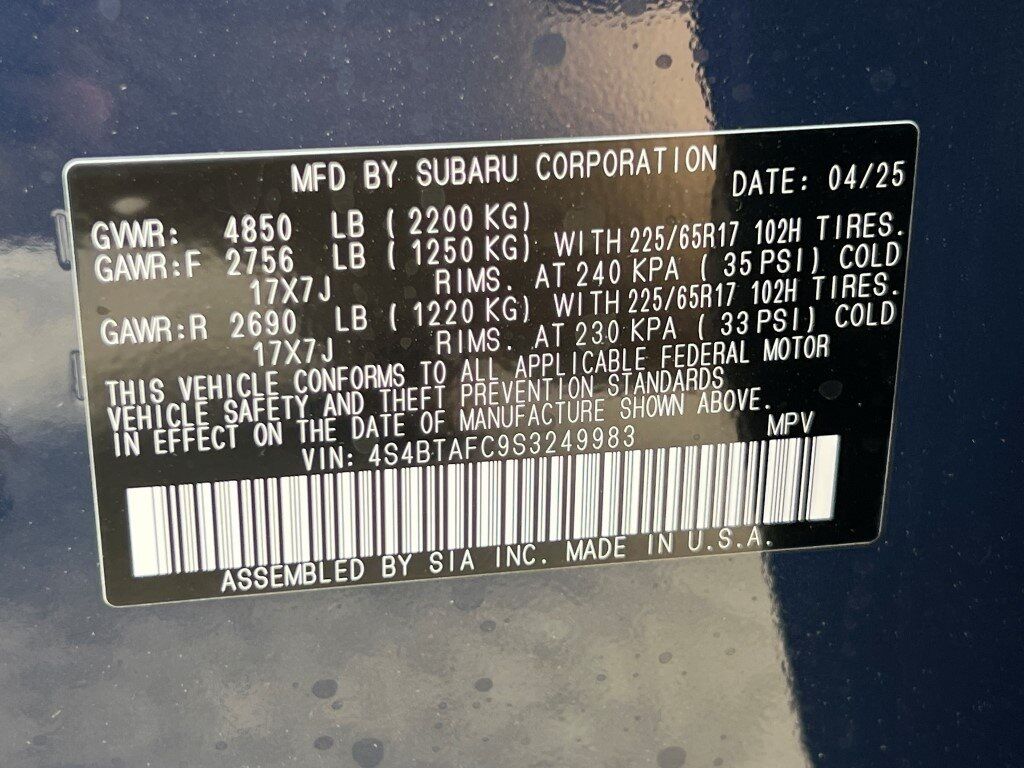 MFD BY SUBARU CORPORATION DATE: 04/25
GVWR: 4850 LB ( 2200 KG)
GAWR:F 2756 LB ( 1250 KG) WITH 225/65R17 102H TIRES.
17X7J RIMS. AT 240 KPA ( 35 PSI) COLD
GAWR:R 2690 LB ( 1220 KG) WITH 225/65R17 102H TIRES.
17X7J RIMS. AT 230 KPA ( 33 PSI) COLD
THIS VEHICLE CONFORMS TO ALL APPLICABLE FEDERAL MOTOR
VEHICLE SAFETY AND THEFT PREVENTION STANDARDS
IN EFFECT ON THE DATE OF MANUFACTURE SHOWN ABOVE.
VIN: 4S4BTAFC9S3249983 MPV
ASSEMBLED BY SIA INC. MADE IN U.S.A.